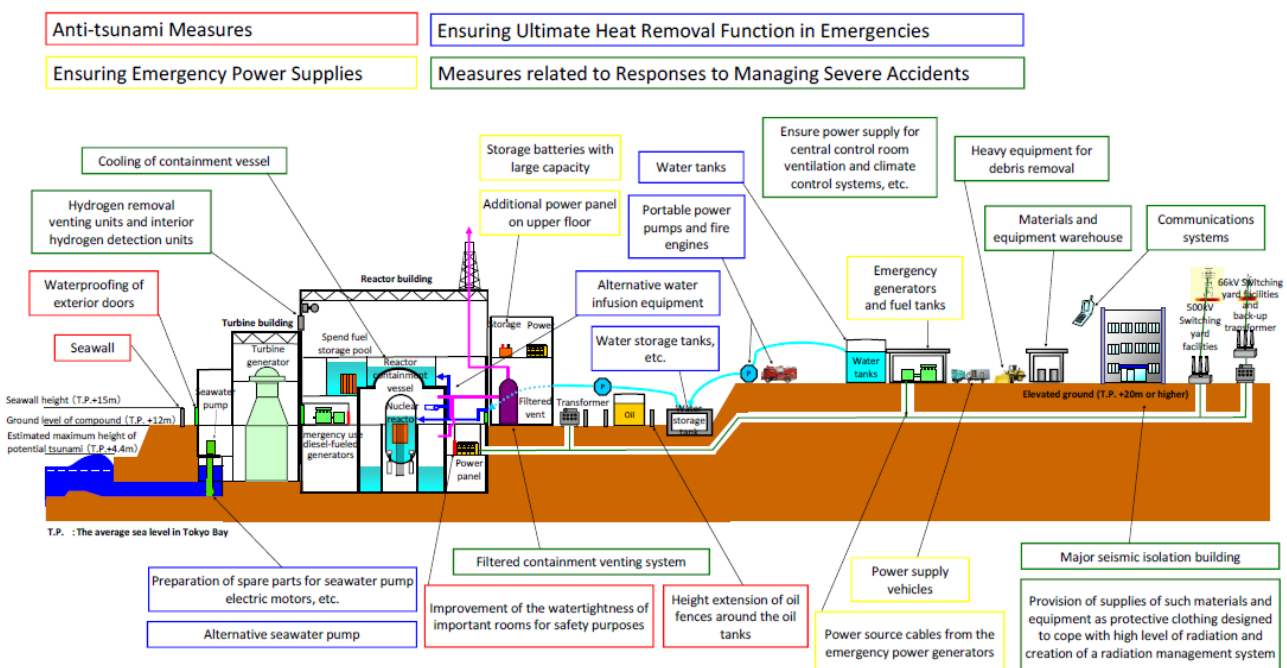 Anti-tsunami Measures
Ensuring Ultimate Heat Removal Function in Emergencies
Ensuring Emergency Power Supplies
Measures related to Responses to Managing Severe Accidents
Cooling of containment vessel
Storage batteries with
large capacity
Water tanks
Ensure power supply for
central control room
ventilation and climate
control systems, etc.
Heavy equipment for
debris removal
Hydrogen removal
venting units and interior
hydrogen detection units
Additional power panel
on upper floor
Portable power
pumps and fire
engines
Materials and
equipment warehouse
Communications
systems
Waterproofing of
exterior doors
Reactor building
Alternative water
infusion equipment
Emergency generators
and fuel tanks
Seawall
Turbine building
Turbine
generator
Spend fuel
storage pool
Reactor
containment
vessel
Storage
Power
Water storage tanks,
etc.
66kV Switching
yard facilities
and
back-up
transformer
500kV
Switching
yard
facilities
Seawater
pump
P
P
Water
tanks
Seawall height (T.P.+15m)
Ground level of compound (T.P. +12m)
Estimated maximum height of
potential tsunami (T.P.+4.4m)
Nuclear
reacto
mergency use
diesel-fueled
generators
Filtered
vent
Transformer
Oil
Water
storage
tank
Elevated ground (T.P. +20m or higher)
Power
panel
T.P. : The average sea level in Tokyo Bay
Preparation of spare parts for seawater pump
electric motors, etc.
Alternative seawater pump
Filtered containment venting system
Improvement of the watertightness of
important rooms for safety purposes
Height extension of oil
fences around the oil
tanks
Power supply
vehicles
Power source cables from the
emergency power generators
Major seismic isolation building
Provision of supplies of such materials and
equipment as protective clothing designed
to cope with high level of radiation and
creation of a radiation management system